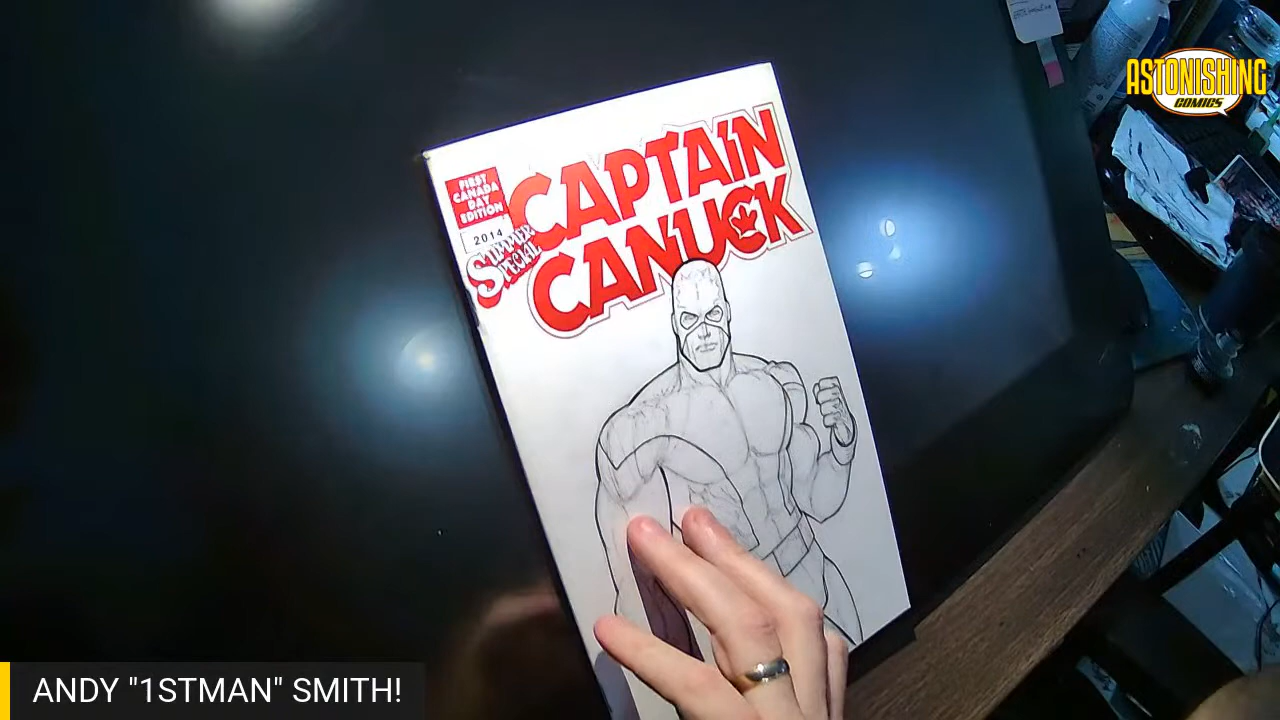 ASTONISHING
COMICS
FIRST
CANADA
DAY
EDITION
2014
SUMMER
SPECIAL
CAPTAIN
CANUCK
ANDY "1STMAN" SMITH!